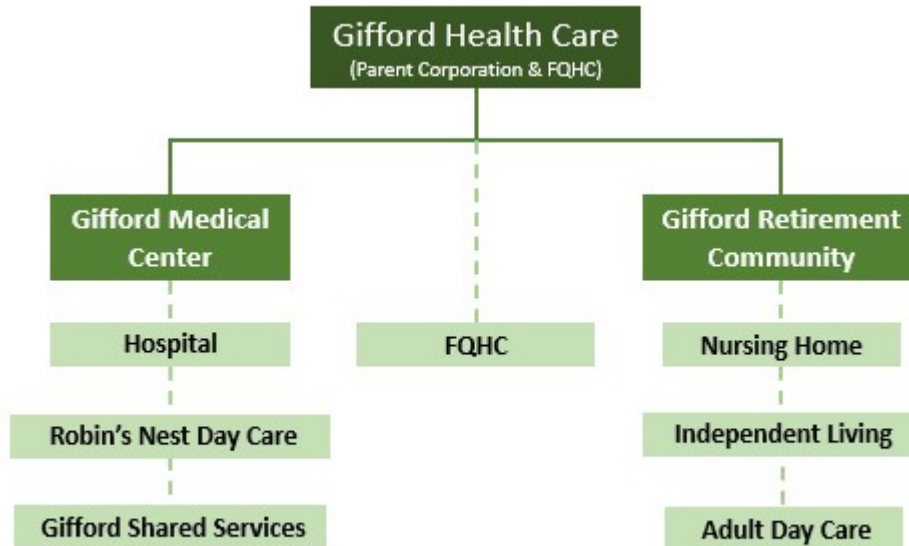 Gifford Health Care
(Parent Corporation & FQHC)
Gifford Medical
Center
Gifford Retirement
Community
Hospital
FQHC
Nursing Home
Robin's Nest Day Care
Independent Living
Gifford Shared Services
Adult Day Care